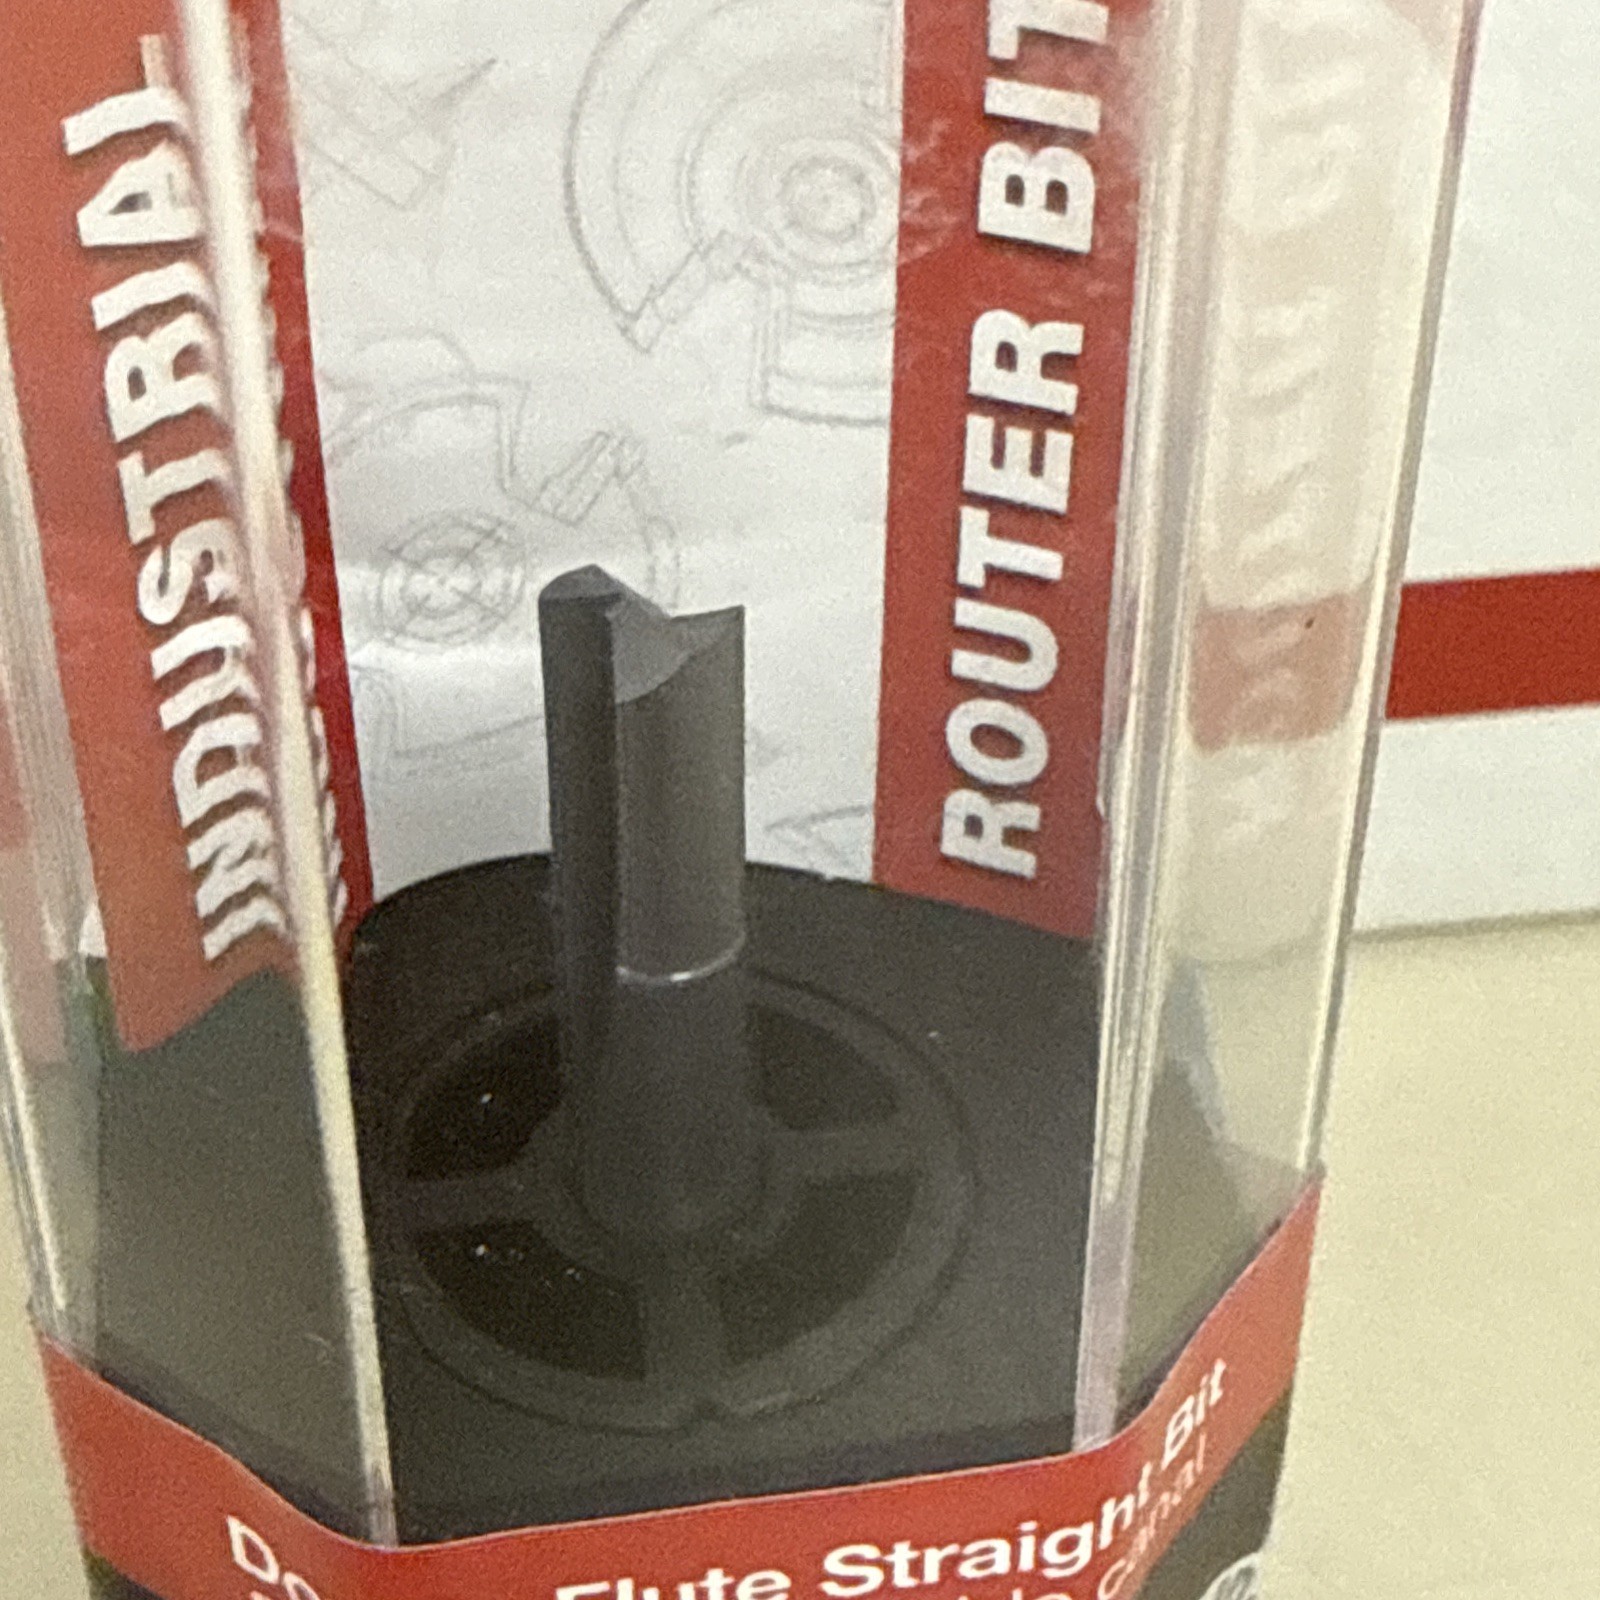 INDUSTRIAL
ROUTER BIT
Flute Straight Bit